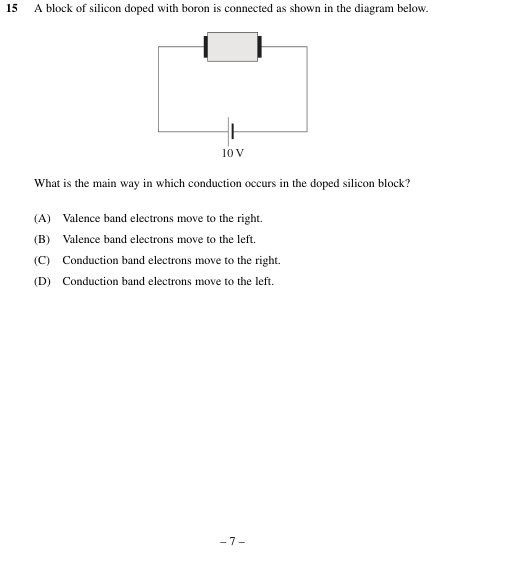 15 A block of silicon doped with boron is connected as shown in the diagram below.
10 V
What is the main way in which conduction occurs in the doped silicon block?
(A) Valence band electrons move to the right.
(B) Valence band electrons move to the left.
(C) Conduction band electrons move to the right.
(D) Conduction band electrons move to the left.
– 7 –